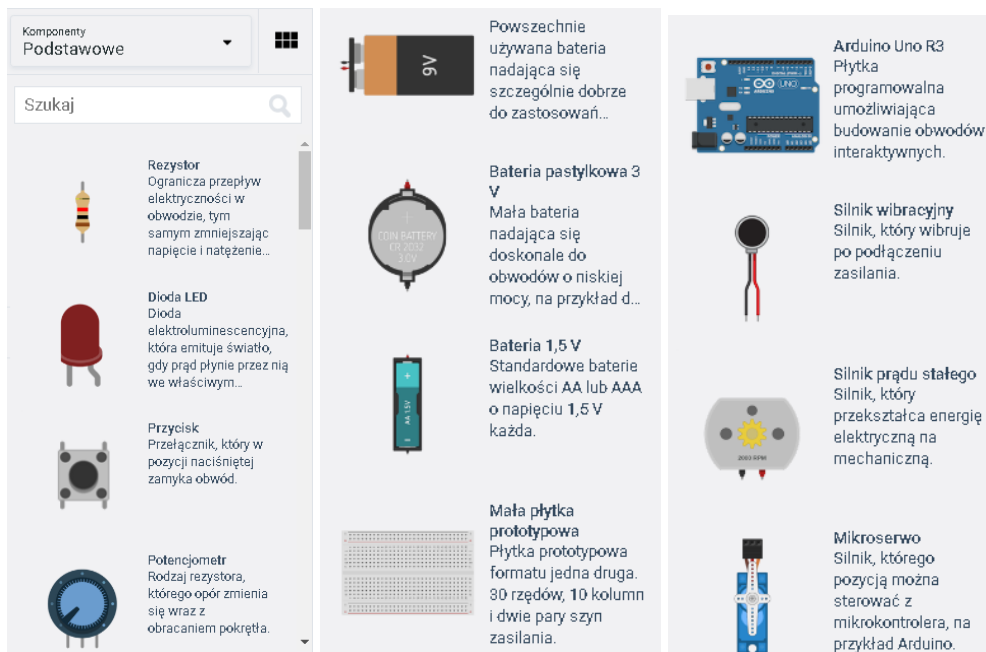 Komponenty
Podstawowe
Szukaj
Rezystor
Ogranicza przepływ
elektryczności w
obwodzie, tym
samym zmniejszając
napięcie i natężenie...
Dioda LED
Dioda
elektroluminescencyjna,
która emituje światło,
gdy prąd płynie przez nią
we właściwym...
Przycisk
Przełącznik, który w
pozycji naciśniętej
zamyka obwód.
Potencjometr
Rodzaj rezystora,
którego opór zmienia
się wraz z
obracaniem pokrętła.
9V
Powszechnie
używana bateria
nadająca się
szczególnie dobrze
do zastosowań...
COIN BATTERY
CR 2032
3.0V
Bateria pastylkowa 3
V
Mała bateria
nadająca się
doskonale do
obwodów o niskiej
mocy, na przykład d...
AA 1.5V
Bateria 1,5 V
Standardowe baterie
wielkości AA lub AAA
o napięciu 1,5 V
każda.
Mała płytka
prototypowa
Płytka prototypowa
formatu jedna druga.
30 rzędów, 10 kolumn
i dwie pary szyn
zasilania.
UNO
Arduino Uno R3
Płytka
programowalna
umożliwiająca
budowanie obwodów
interaktywnych.
Silnik wibracyjny
Silnik, który wibruje
po podłączeniu
zasilania.
Silnik prądu stałego
Silnik, który
przekształca energię
elektryczną na
mechaniczną.
Mikroserwo
Silnik, którego
pozycją można
sterować z
mikrokontrolera, na
przykład Arduino.